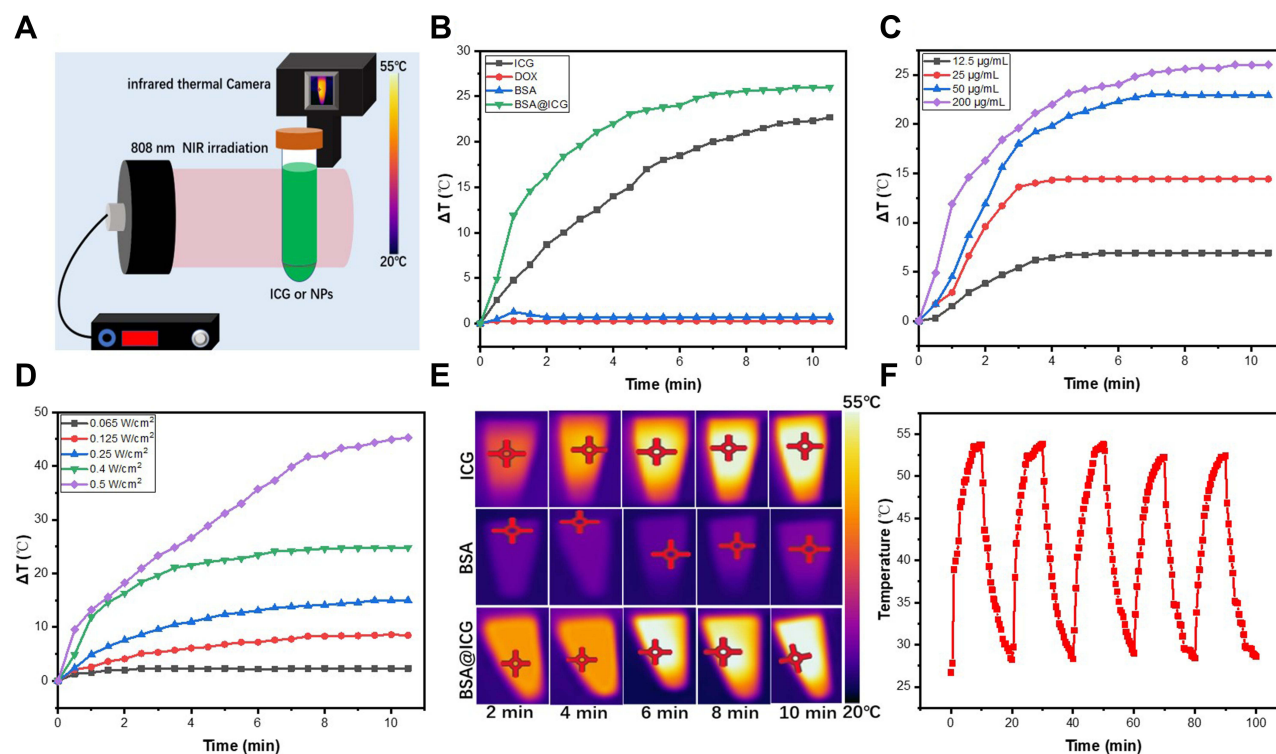 A
infrared thermal Camera
55℃
808 nm NIR irradiation
20℃
ICG or NPs
B
30
25
20
15
10
5
0
ΔT (℃)
ICG
DOX
BSA
BSA@ICG
0
2
4
6
8
10
Time (min)
C
25
20
15
10
5
0
ΔT (℃)
12.5 µg/mL
25 µg/mL
50 µg/mL
200 µg/mL
0
2
4
6
8
10
Time (min)
D
50
40
30
20
10
0
ΔT (℃)
0.065 W/cm²
0.125 W/cm²
0.25 W/cm²
0.4 W/cm²
0.5 W/cm²
0
2
4
6
8
10
Time (min)
E
ICG
BSA
BSA@ICG
55℃
20℃
2 min
4 min
6 min
8 min
10 min
F
55
50
45
40
35
30
25
Temperature (℃)
0
20
40
60
80
100
Time (min)